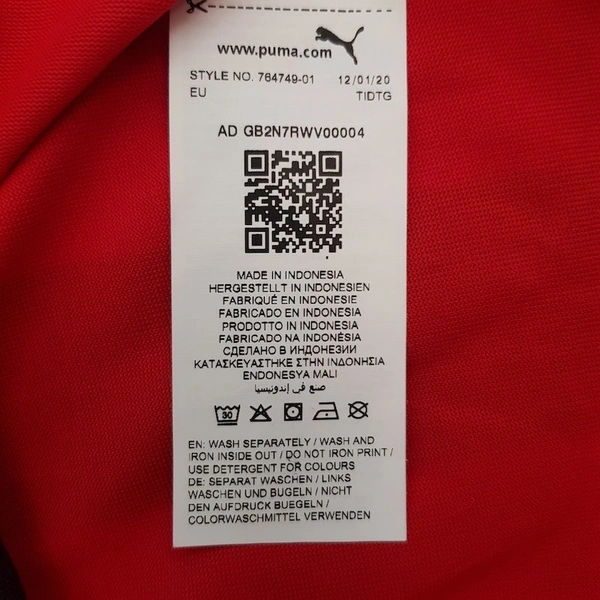 www.puma.com
STYLE NO. 764749-01 12/01/20
EU TIDTG
AD GB2N7RWV00004
MADE IN INDONESIA
HERGESTELLT IN INDONESIEN
FABRIQUÉ EN INDONESIE
FABRICADO EN INDONESIA
PRODOTTO IN INDONESIA
FABRICADO NA INDONÉSIA
СДЕЛАНО В ИНДОНЕЗИИ
ΚΑΤΑΣΚΕΥΑΣΤΗΚΕ ΣΤΗΝ ΙΝΔΟΝΗΣΙΑ
ENDONESYA MALI
صنع في إندونيسيا
30
EN: WASH SEPARATELY / WASH AND
IRON INSIDE OUT / DO NOT IRON PRINT /
USE DETERGENT FOR COLOURS
DE: SEPARAT WASCHEN / LINKS
WASCHEN UND BUGELN / NICHT
DEN AUFDRUCK BUEGELN /
COLORWASCHMITTEL VERWENDEN